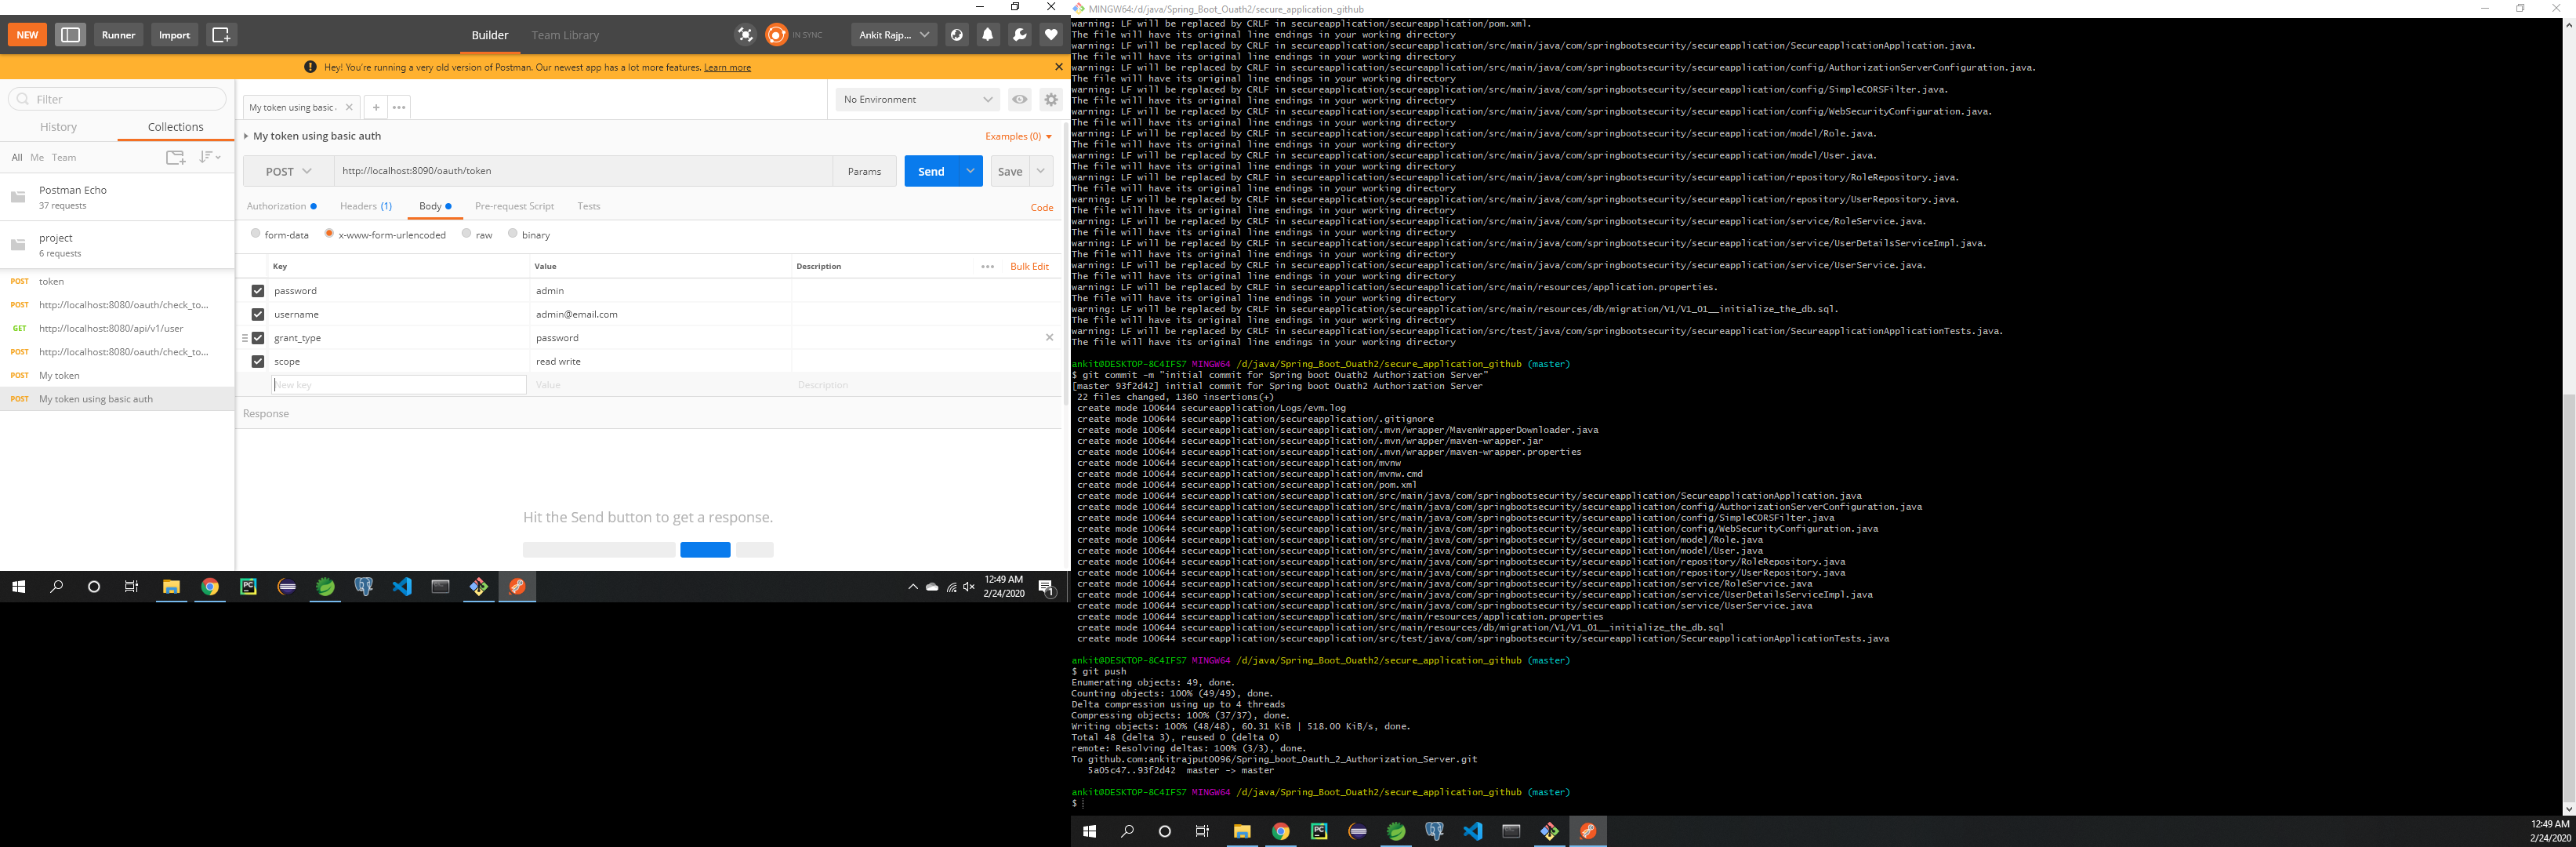 NEW
Runner
Import
Builder
Team Library
IN SYNC
Ankit Rajp...
Hey! You're running a very old version of Postman. Our newest app has a lot more features. Learn more
Filter
History
Collections
All Me Team
Postman Echo
37 requests
project
6 requests
POST token
POST http://localhost:8080/oauth/check_to...
GET http://localhost:8080/api/v1/user
POST http://localhost:8080/oauth/check_to...
POST My token
POST My token using basic auth
My token using basic
No Environment
My token using basic auth
Examples (0)
POST
http://localhost:8090/oauth/token
Params
Send
Save
Authorization
Headers (1)
Body
Pre-request Script
Tests
Code
form-data
x-www-form-urlencoded
raw
binary
Key Value Description
Bulk Edit
password admin
username admin@email.com
grant_type password
scope read write
New key Value Description
Response
Hit the Send button to get a response.
12:49 AM
2/24/2020
MINGW64:/d/java/Spring_Boot_Ouath2/secure_application_github
warning: LF will be replaced by CRLF in secureapplication/secureapplication/pom.xml.
The file will have its original line endings in your working directory
warning: LF will be replaced by CRLF in secureapplication/secureapplication/src/main/java/com/springbootsecurity/secureapplication/SecureapplicationApplication.java.
The file will have its original line endings in your working directory
warning: LF will be replaced by CRLF in secureapplication/secureapplication/src/main/java/com/springbootsecurity/secureapplication/config/AuthorizationServerConfiguration.java.
The file will have its original line endings in your working directory
warning: LF will be replaced by CRLF in secureapplication/secureapplication/src/main/java/com/springbootsecurity/secureapplication/config/SimpleCORSFilter.java.
The file will have its original line endings in your working directory
warning: LF will be replaced by CRLF in secureapplication/secureapplication/src/main/java/com/springbootsecurity/secureapplication/config/WebSecurityConfiguration.java.
The file will have its original line endings in your working directory
warning: LF will be replaced by CRLF in secureapplication/secureapplication/src/main/java/com/springbootsecurity/secureapplication/model/Role.java.
The file will have its original line endings in your working directory
warning: LF will be replaced by CRLF in secureapplication/secureapplication/src/main/java/com/springbootsecurity/secureapplication/model/User.java.
The file will have its original line endings in your working directory
warning: LF will be replaced by CRLF in secureapplication/secureapplication/src/main/java/com/springbootsecurity/secureapplication/repository/RoleRepository.java.
The file will have its original line endings in your working directory
warning: LF will be replaced by CRLF in secureapplication/secureapplication/src/main/java/com/springbootsecurity/secureapplication/repository/UserRepository.java.
The file will have its original line endings in your working directory
warning: LF will be replaced by CRLF in secureapplication/secureapplication/src/main/java/com/springbootsecurity/secureapplication/service/RoleService.java.
The file will have its original line endings in your working directory
warning: LF will be replaced by CRLF in secureapplication/secureapplication/src/main/java/com/springbootsecurity/secureapplication/service/UserDetailsServiceImpl.java.
The file will have its original line endings in your working directory
warning: LF will be replaced by CRLF in secureapplication/secureapplication/src/main/java/com/springbootsecurity/secureapplication/service/UserService.java.
The file will have its original line endings in your working directory
warning: LF will be replaced by CRLF in secureapplication/secureapplication/src/main/resources/application.properties.
The file will have its original line endings in your working directory
warning: LF will be replaced by CRLF in secureapplication/secureapplication/src/main/resources/db/migration/V1/V1_01__initialize_the_db.sql.
The file will have its original line endings in your working directory
warning: LF will be replaced by CRLF in secureapplication/secureapplication/src/test/java/com/springbootsecurity/secureapplication/SecureapplicationApplicationTests.java.
The file will have its original line endings in your working directory
ankit@DESKTOP-8C4IFS7 MINGW64 /d/java/Spring_Boot_Ouath2/secure_application_github (master)
$ git commit -m "initial commit for Spring boot Ouath2 Authorization Server"
[master 93f2d42] initial commit for Spring boot Ouath2 Authorization Server
22 files changed, 1360 insertions(+)
create mode 100644 secureapplication/Logs/evm.log
create mode 100644 secureapplication/secureapplication/.gitignore
create mode 100644 secureapplication/secureapplication/.mvn/wrapper/MavenWrapperDownloader.java
create mode 100644 secureapplication/secureapplication/.mvn/wrapper/maven-wrapper.jar
create mode 100644 secureapplication/secureapplication/.mvn/wrapper/maven-wrapper.properties
create mode 100644 secureapplication/secureapplication/mvnw
create mode 100644 secureapplication/secureapplication/mvnw.cmd
create mode 100644 secureapplication/secureapplication/pom.xml
create mode 100644 secureapplication/secureapplication/src/main/java/com/springbootsecurity/secureapplication/SecureapplicationApplication.java
create mode 100644 secureapplication/secureapplication/src/main/java/com/springbootsecurity/secureapplication/config/AuthorizationServerConfiguration.java
create mode 100644 secureapplication/secureapplication/src/main/java/com/springbootsecurity/secureapplication/config/SimpleCORSFilter.java
create mode 100644 secureapplication/secureapplication/src/main/java/com/springbootsecurity/secureapplication/config/WebSecurityConfiguration.java
create mode 100644 secureapplication/secureapplication/src/main/java/com/springbootsecurity/secureapplication/model/Role.java
create mode 100644 secureapplication/secureapplication/src/main/java/com/springbootsecurity/secureapplication/model/User.java
create mode 100644 secureapplication/secureapplication/src/main/java/com/springbootsecurity/secureapplication/repository/RoleRepository.java
create mode 100644 secureapplication/secureapplication/src/main/java/com/springbootsecurity/secureapplication/repository/UserRepository.java
create mode 100644 secureapplication/secureapplication/src/main/java/com/springbootsecurity/secureapplication/service/RoleService.java
create mode 100644 secureapplication/secureapplication/src/main/java/com/springbootsecurity/secureapplication/service/UserDetailsServiceImpl.java
create mode 100644 secureapplication/secureapplication/src/main/java/com/springbootsecurity/secureapplication/service/UserService.java
create mode 100644 secureapplication/secureapplication/src/main/resources/application.properties
create mode 100644 secureapplication/secureapplication/src/main/resources/db/migration/V1/V1_01__initialize_the_db.sql
create mode 100644 secureapplication/secureapplication/src/test/java/com/springbootsecurity/secureapplication/SecureapplicationApplicationTests.java
ankit@DESKTOP-8C4IFS7 MINGW64 /d/java/Spring_Boot_Ouath2/secure_application_github (master)
$ git push
Enumerating objects: 49, done.
Counting objects: 100% (49/49), done.
Delta compression using up to 4 threads
Compressing objects: 100% (37/37), done.
Writing objects: 100% (48/48), 60.31 KiB | 518.00 KiB/s, done.
Total 48 (delta 3), reused 0 (delta 0)
remote: Resolving deltas: 100% (3/3), done.
To github.com:ankitrajput0096/Spring_boot_Oauth_2_Authorization_Server.git
5a05c47..93f2d42 master -> master
ankit@DESKTOP-8C4IFS7 MINGW64 /d/java/Spring_Boot_Ouath2/secure_application_github (master)
$
12:49 AM
2/24/2020